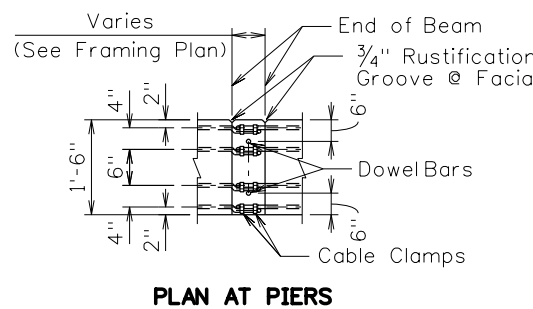 Varies
(See Framing Plan)
End of Beam
3/4" Rustification
Groove @ Facia
4"
2"
6"
1'-6"
6"
Dowel Bars
4"
2"
6"
Cable Clamps
PLAN AT PIERS